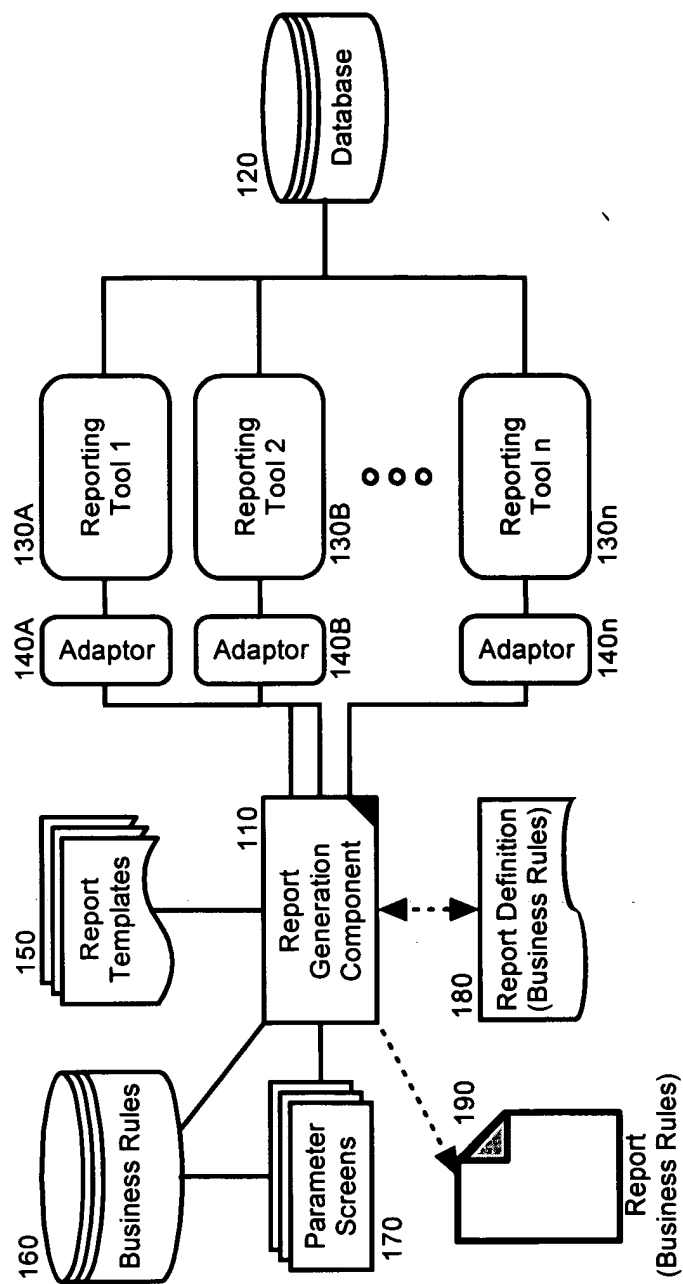 160
Business Rules
150
Report
Templates
Parameter
Screens
170
110
Report
Generation
Component
190
Report
(Business Rules)
180
Report Definition
(Business Rules)
140A
Adaptor
140B
Adaptor
140n
Adaptor
130A
Reporting
Tool 1
130B
Reporting
Tool 2
130n
Reporting
Tool n
120
Database